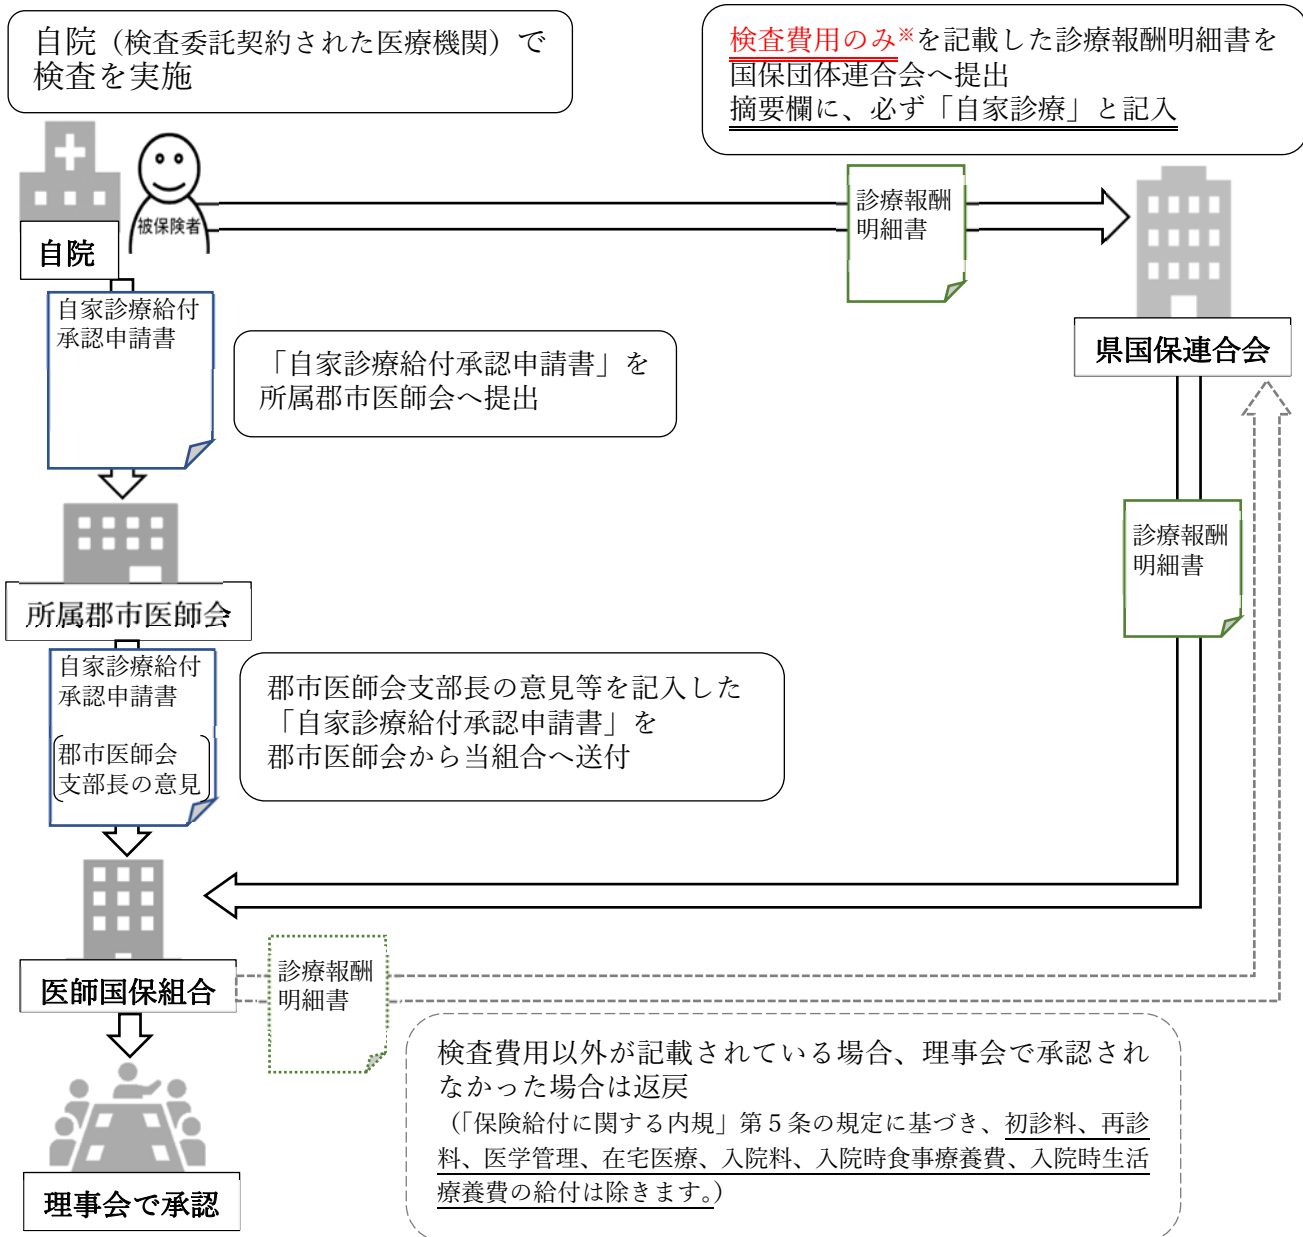 自院（検査委託契約された医療機関）で
検査を実施
検査費用のみ※を記載した診療報酬明細書を
国保団体連合会へ提出
摘要欄に、必ず「自家診療」と記入
被保険者
自院
診療報酬
明細書
県国保連合会
自家診療給付
承認申請書
「自家診療給付承認申請書」を
所属郡市医師会へ提出
診療報酬
明細書
所属郡市医師会
自家診療給付
承認申請書
郡市医師会
支部長の意見
郡市医師会支部長の意見等を記入した
「自家診療給付承認申請書」を
郡市医師会から当組合へ送付
医師国保組合
診療報酬
明細書
検査費用以外が記載されている場合、理事会で承認され
なかった場合は返戻
（「保険給付に関する内規」第５条の規定に基づき、初診料、再診
料、医学管理、在宅医療、入院料、入院時食事療養費、入院時生活
療養費の給付は除きます。）
理事会で承認